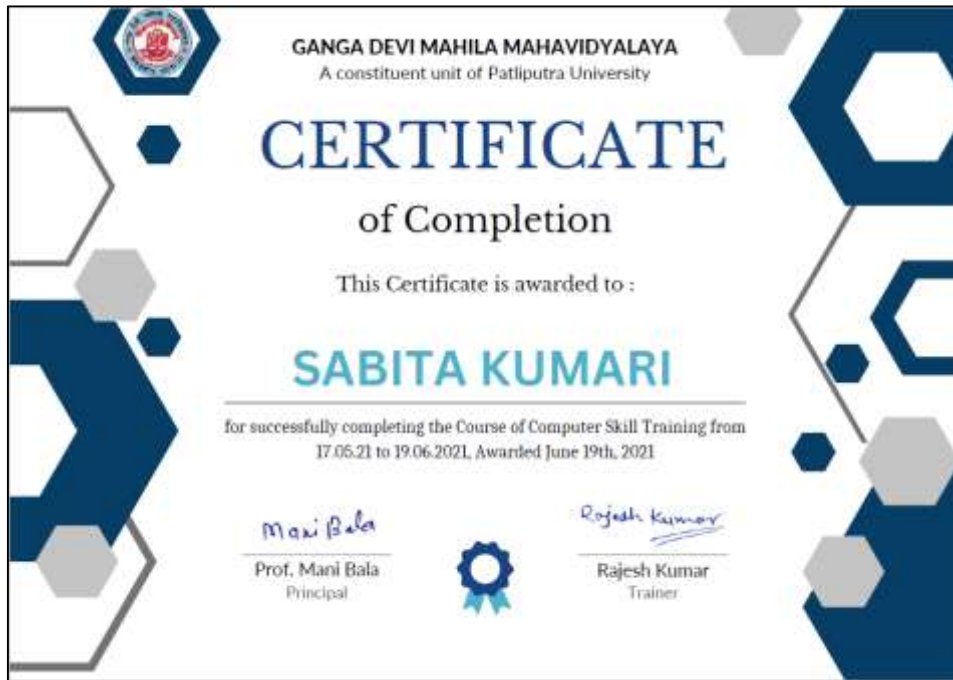 GANGA DEVI MAHILA MAHAVIDYALAYA
A constituent unit of Patliputra University
CERTIFICATE
of Completion
This Certificate is awarded to :
SABITA KUMARI
for successfully completing the Course of Computer Skill Training from
17.05.21 to 19.06.2021, Awarded June 19th, 2021
Mani Bala
Rajesh Kumar
Prof. Mani Bala
Rajesh Kumar
Principal
Trainer